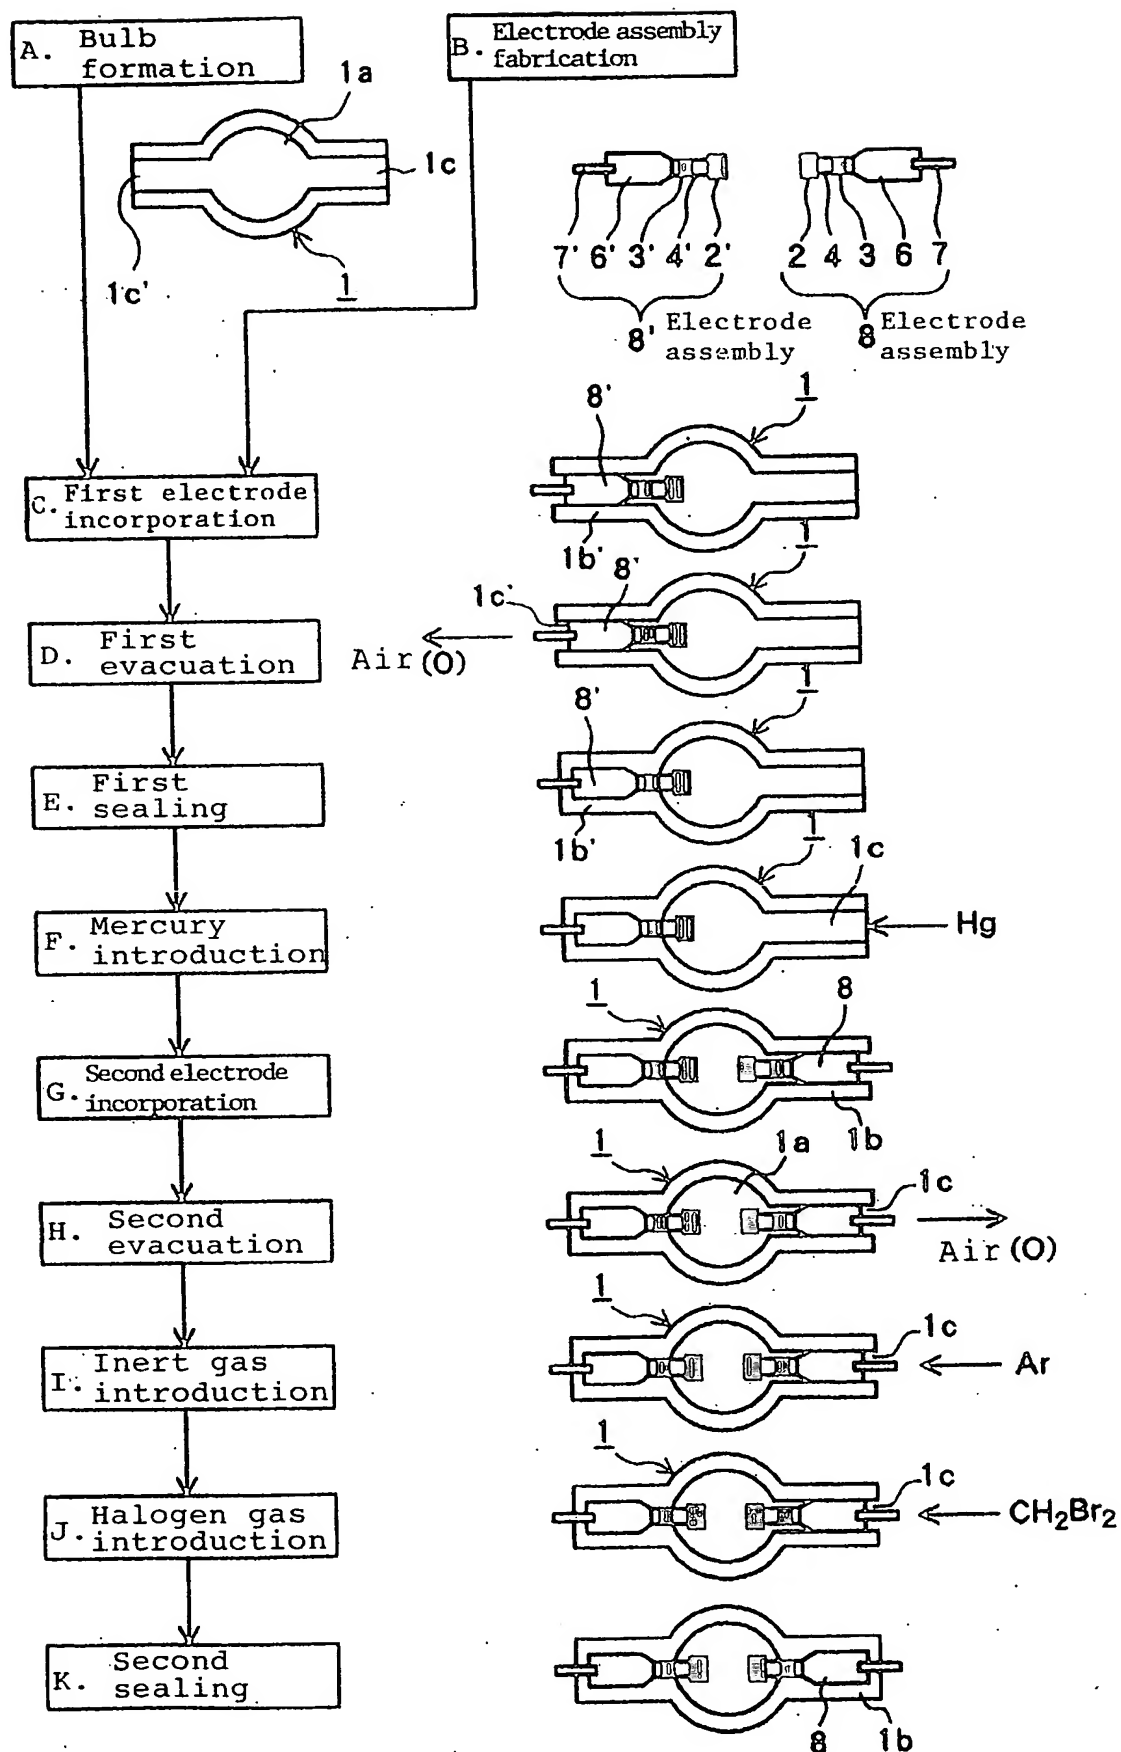 A. Bulb
formation
B. Electrode assembly
fabrication
1a
1c
1c'
1
7' 6' 3' 4' 2'
2 4 3 6 7
8' Electrode
assembly
8 Electrode
assembly
8'
1
C. First electrode
incorporation
1b'
1
1c'
8'
D. First
evacuation
Air (O)
1
8'
E. First
sealing
1b'
1
1c
F. Mercury
introduction
Hg
1
8
G. Second electrode
incorporation
1b
1
1a
1c
H. Second
evacuation
Air (O)
1
1c
I. Inert gas
introduction
Ar
1
1c
J. Halogen gas
introduction
CH₂Br₂
K. Second
sealing
8
1b